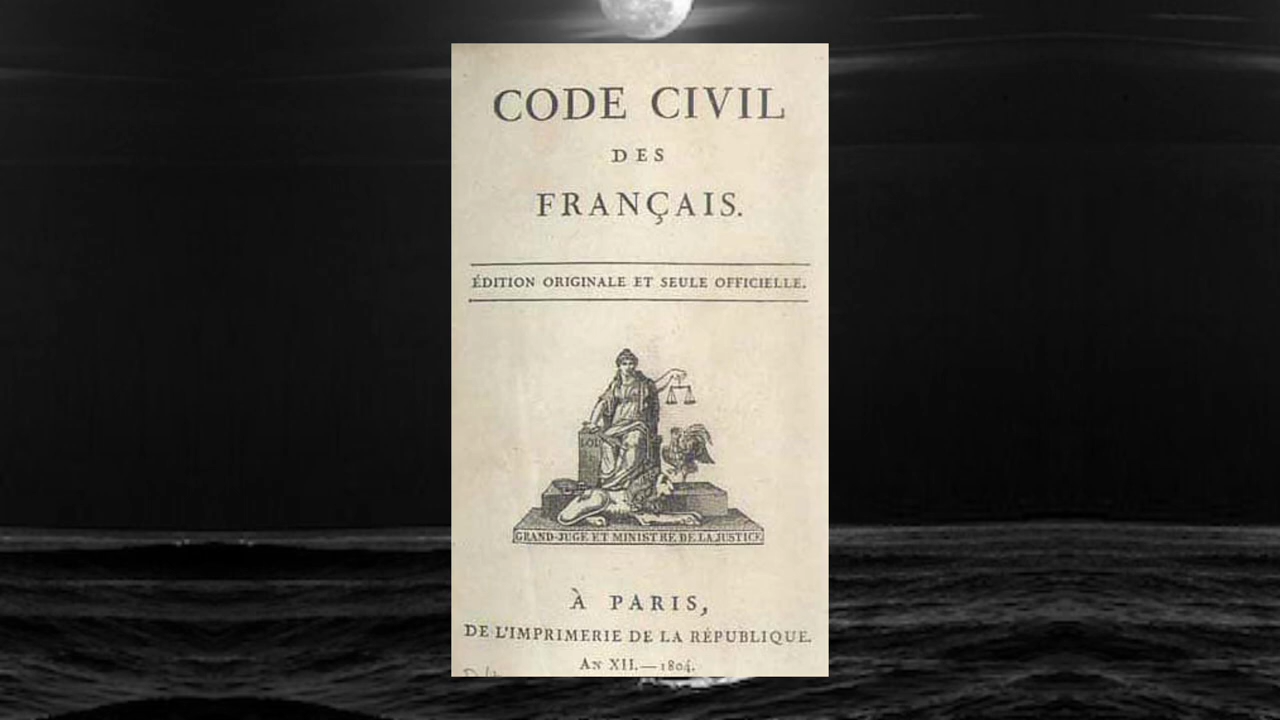 CODE CIVIL
DES
FRANÇAIS.
ÉDITION ORIGINALE ET SEULE OFFICIELLE.
LOI
GRAND-JUGE ET MINISTRE DE LA JUSTICE
À PARIS,
DE L'IMPRIMERIE DE LA RÉPUBLIQUE.
AN XII.—1804.